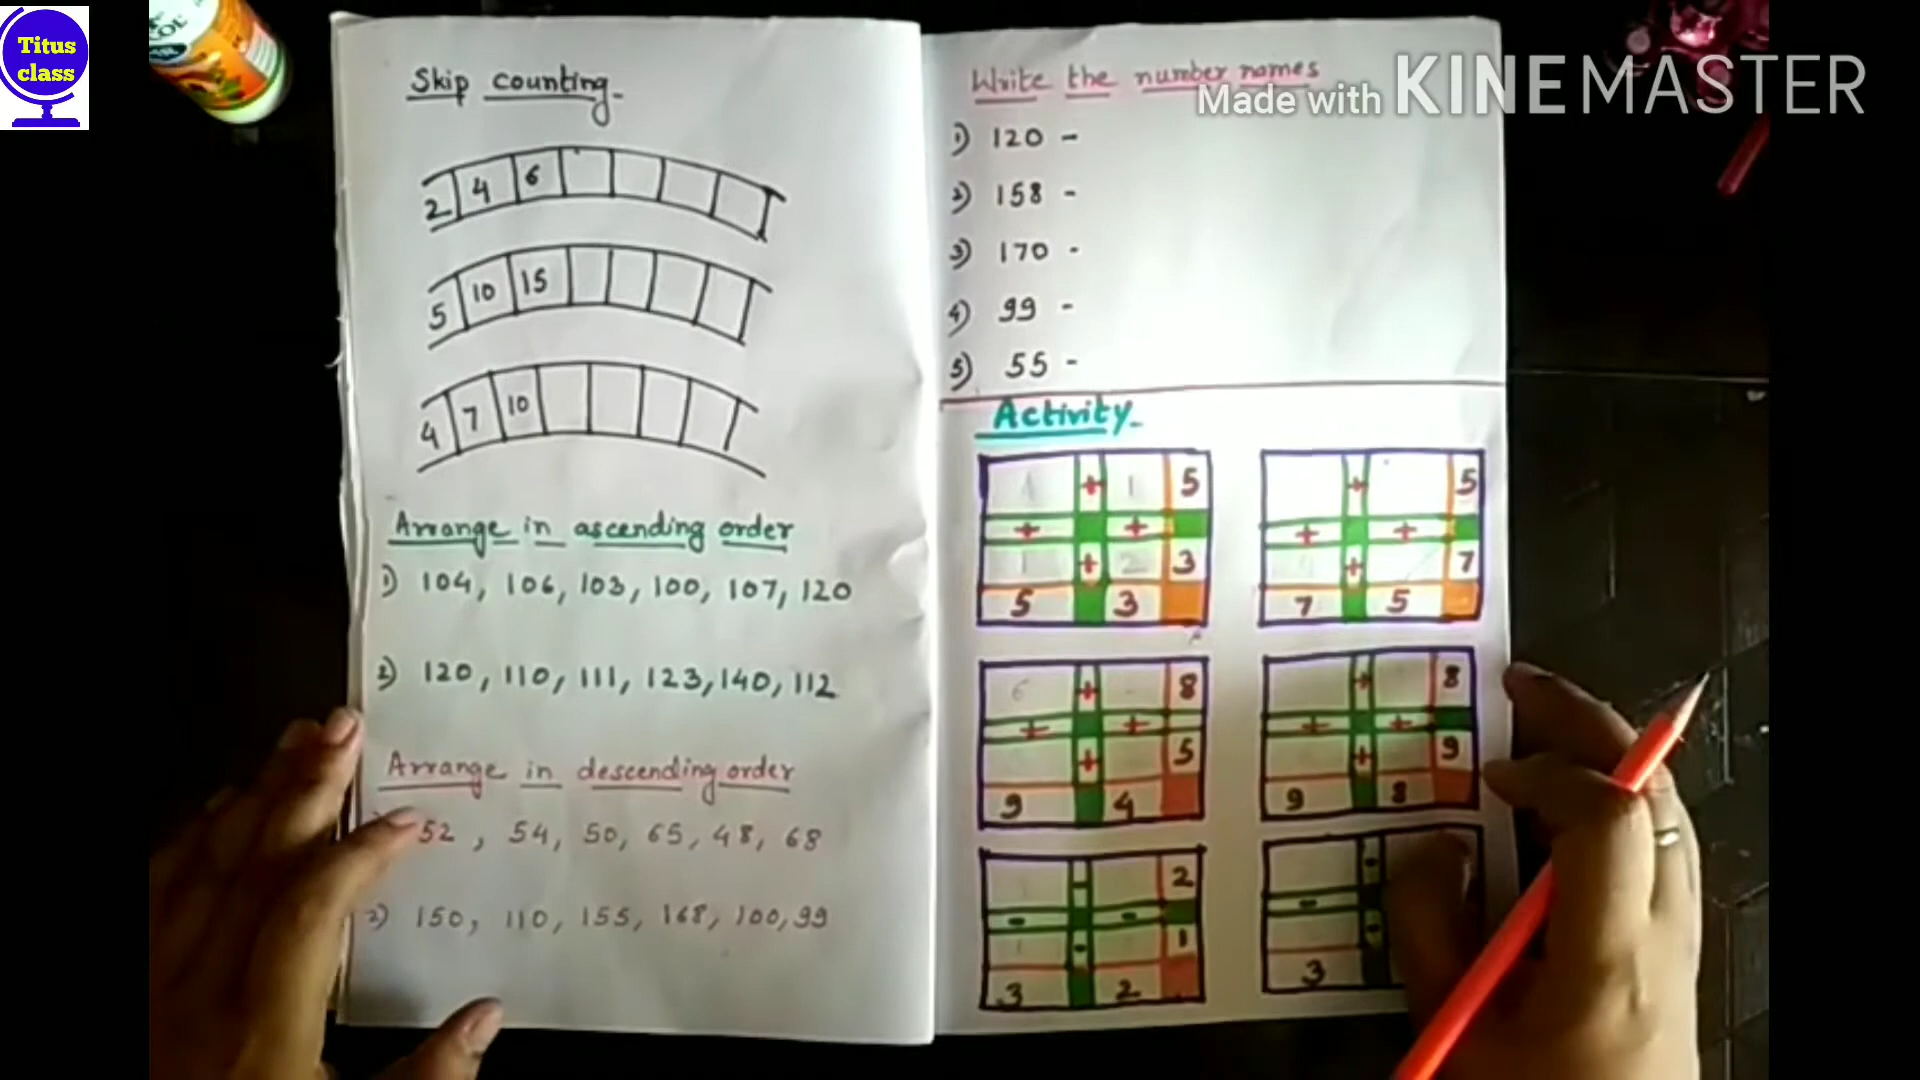 Titus
class
Made with KINEMASTER
Skip counting
2 4 6
5 10 15
4 7 10
Arrange in ascending order
1) 104, 106, 103, 100, 107, 120
2) 120, 110, 111, 123, 140, 112
Arrange in descending order
52, 54, 50, 65, 48, 68
2) 150, 110, 155, 168, 100, 99
Write the number names
1) 120 -
2) 158 -
3) 170 -
4) 99 -
5) 55 -
Activity
+ 5
+ +
+ 3
5 3
+ 5
+ +
+ 7
7 5
+ 8
+ +
+ 5
9 4
+ 8
+ +
+ 9
9 8
- 2
- -
- 1
3 2
-
-
-
3